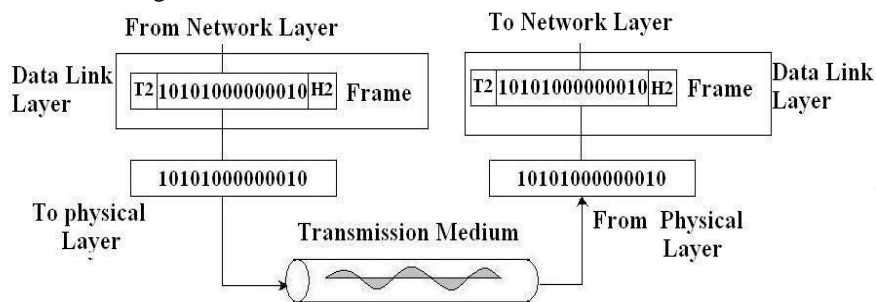 From Network Layer
To Network Layer
Data Link
Layer
T2 10101000000010 H2 Frame
T2 10101000000010 H2 Frame
Data Link
Layer
10101000000010
10101000000010
To physical
Layer
From Physical
Layer
Transmission Medium